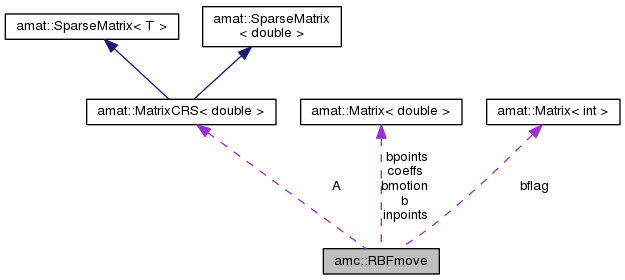 amat::SparseMatrix< T >
amat::SparseMatrix
< double >
amat::MatrixCRS< double >
amat::Matrix< double >
amat::Matrix< int >
A
bpoints
coeffs
bmotion
b
inpoints
bflag
amc::RBFmove